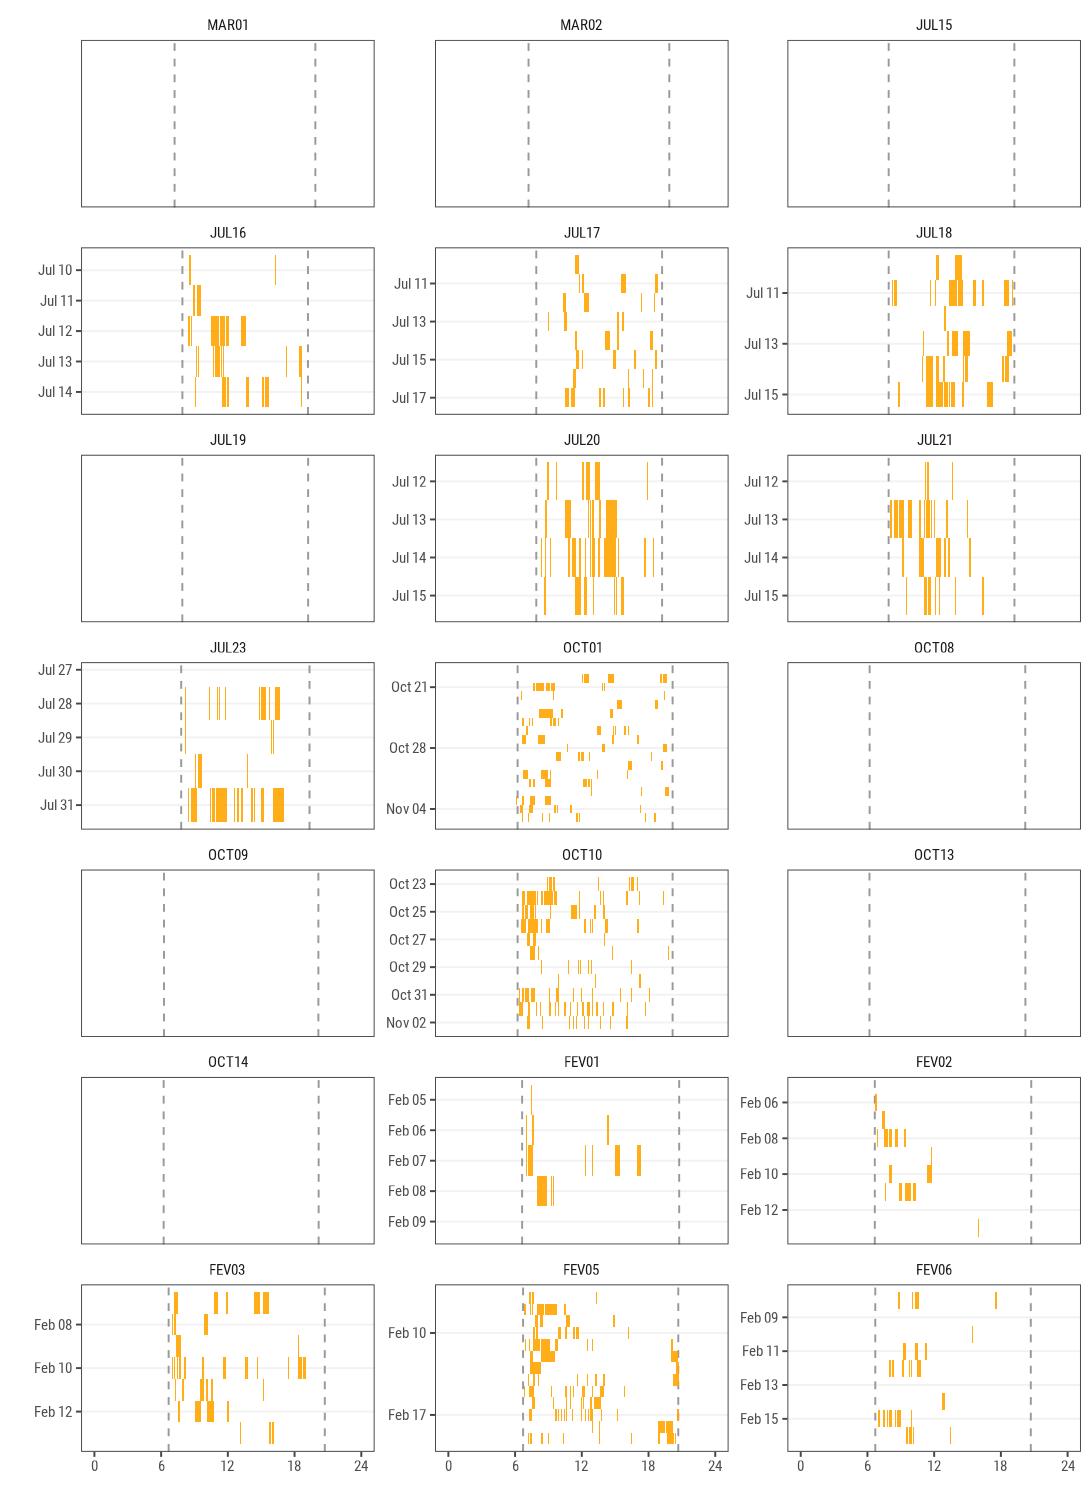 MAR01 MAR02 JUL15
JUL16 JUL17 JUL18
Jul 10
Jul 11
Jul 12
Jul 13
Jul 14
Jul 11
Jul 13
Jul 15
Jul 17
Jul 11
Jul 13
Jul 15
JUL19 JUL20 JUL21
Jul 12
Jul 13
Jul 14
Jul 15
Jul 12
Jul 13
Jul 14
Jul 15
JUL23 OCT01 OCT08
Jul 27
Jul 28
Jul 29
Jul 30
Jul 31
Oct 21
Oct 28
Nov 04
OCT09 OCT10 OCT13
Oct 23
Oct 25
Oct 27
Oct 29
Oct 31
Nov 02
OCT14 FEV01 FEV02
Feb 05
Feb 06
Feb 07
Feb 08
Feb 09
Feb 06
Feb 08
Feb 10
Feb 12
FEV03 FEV05 FEV06
Feb 08
Feb 10
Feb 12
Feb 10
Feb 17
Feb 09
Feb 11
Feb 13
Feb 15
0 6 12 18 24 0 6 12 18 24 0 6 12 18 24